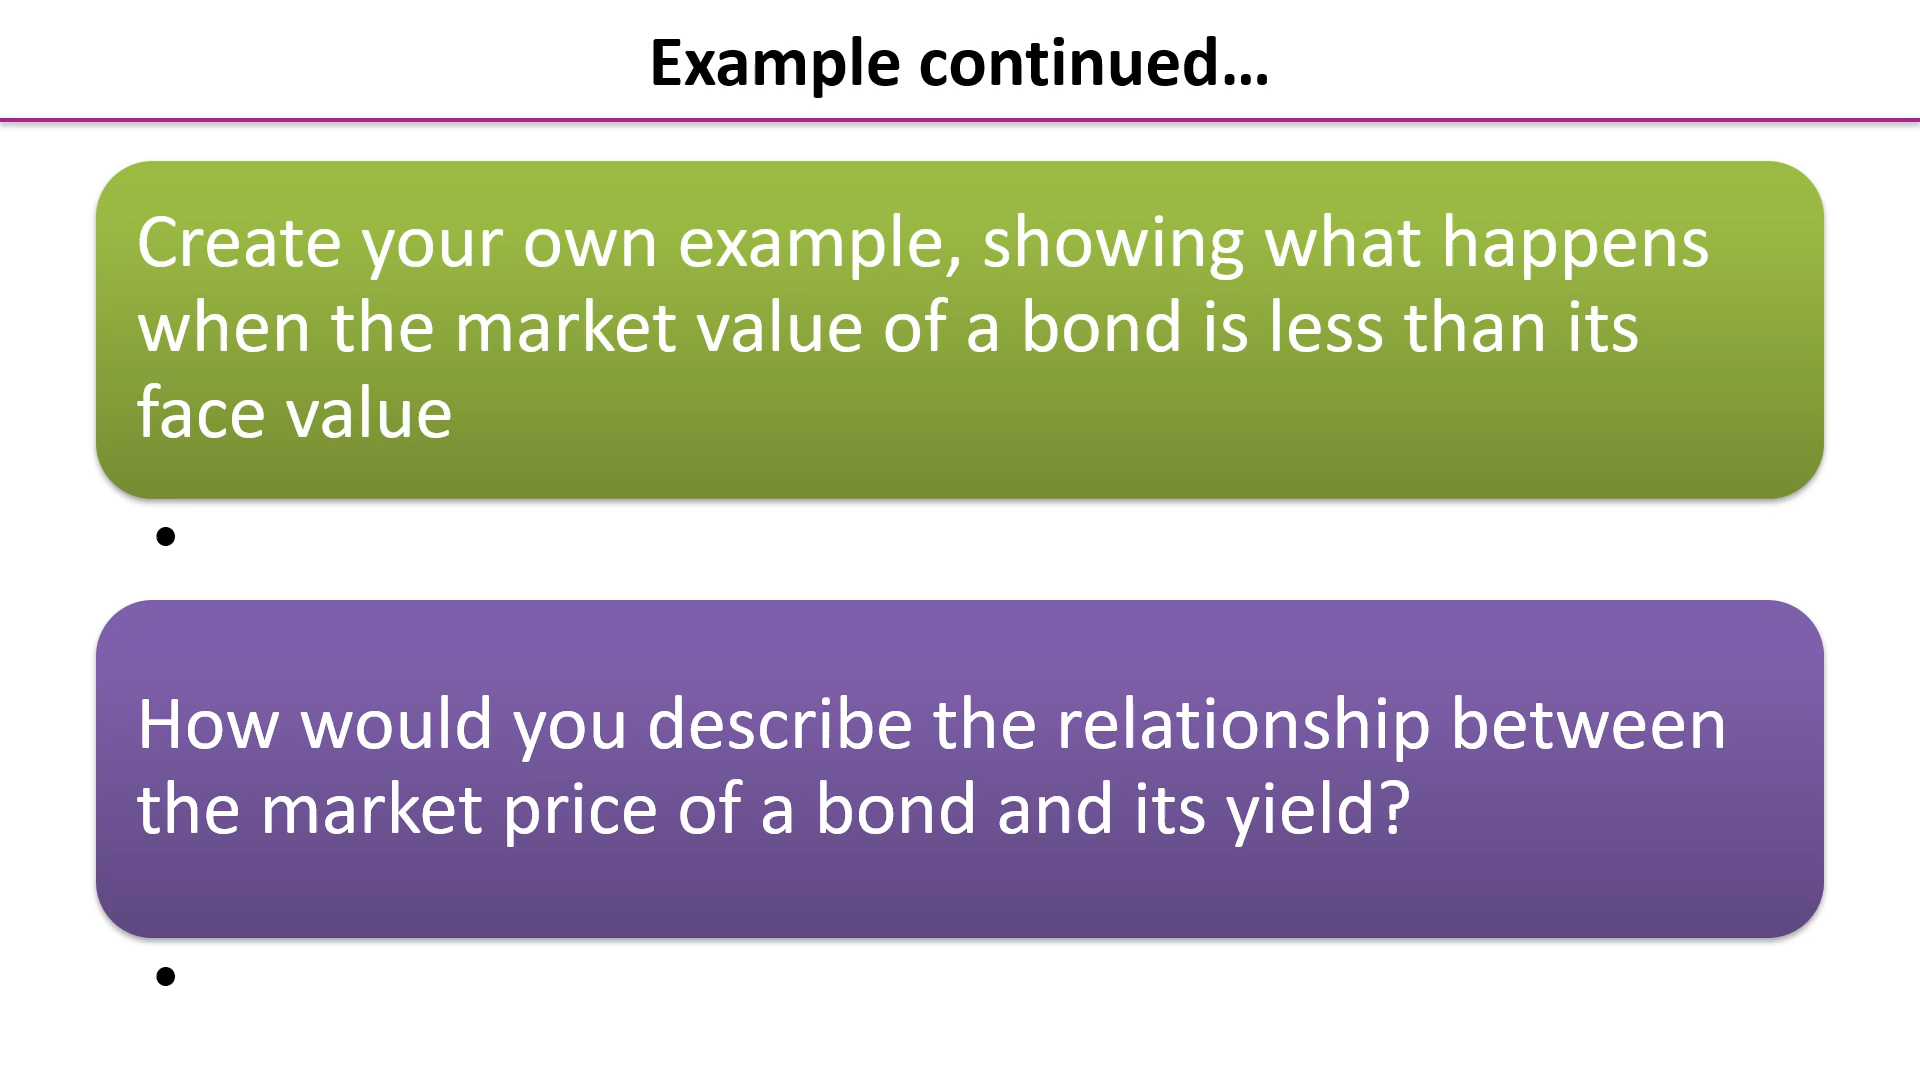 Example continued…
Create your own example, showing what happens
when the market value of a bond is less than its
face value
•
How would you describe the relationship between
the market price of a bond and its yield?
•